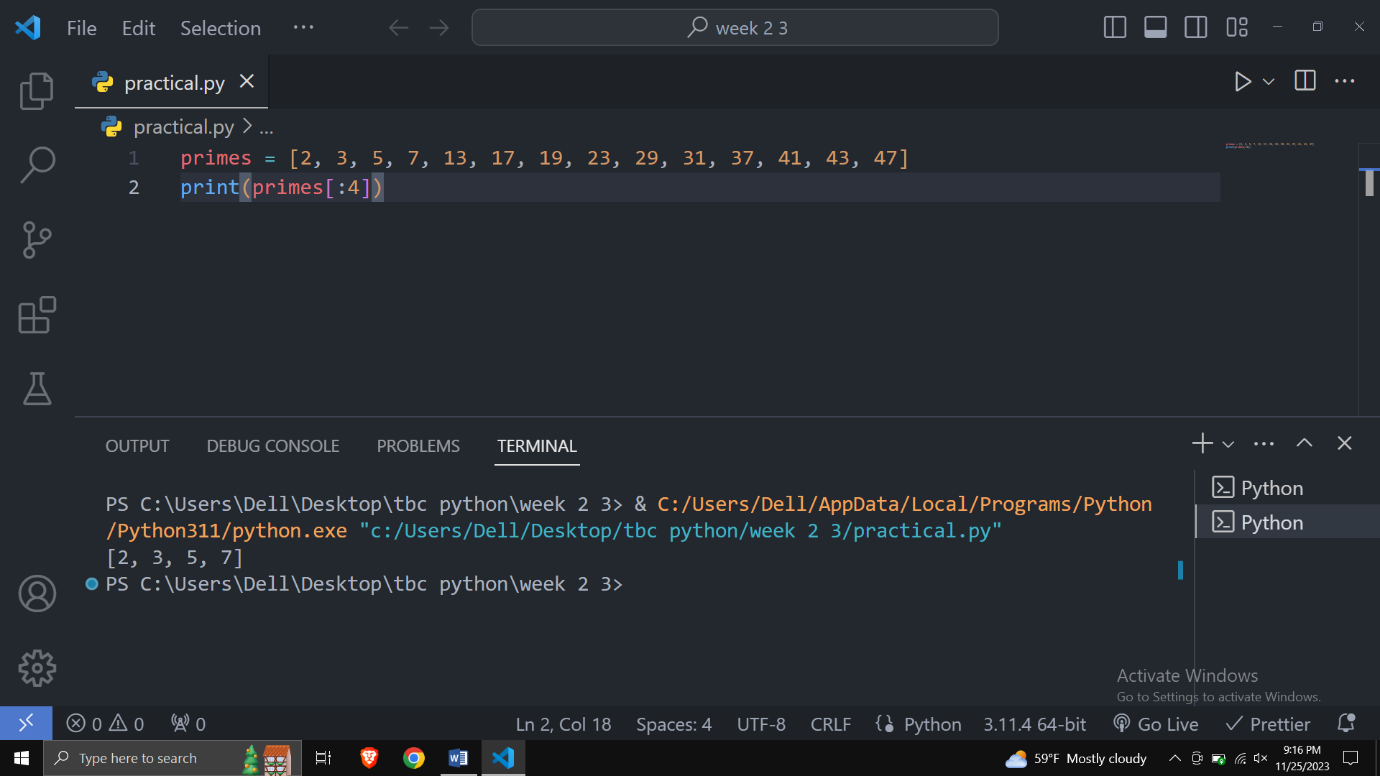 File Edit Selection ···
week 2 3
practical.py
practical.py > ...
1 primes = [2, 3, 5, 7, 13, 17, 19, 23, 29, 31, 37, 41, 43, 47]
2 print(primes[:4])
OUTPUT DEBUG CONSOLE PROBLEMS TERMINAL
PS C:\Users\Dell\Desktop\tbc python\week 2 3> & C:/Users/Dell/AppData/Local/Programs/Python
/Python311/python.exe "c:/Users/Dell/Desktop/tbc python/week 2 3/practical.py"
[2, 3, 5, 7]
PS C:\Users\Dell\Desktop\tbc python\week 2 3>
Python
Python
Activate Windows
Go to Settings to activate Windows.
0 0 0 Ln 2, Col 18 Spaces: 4 UTF-8 CRLF Python 3.11.4 64-bit Go Live Prettier
Type here to search
59°F Mostly cloudy
9:16 PM
11/25/2023